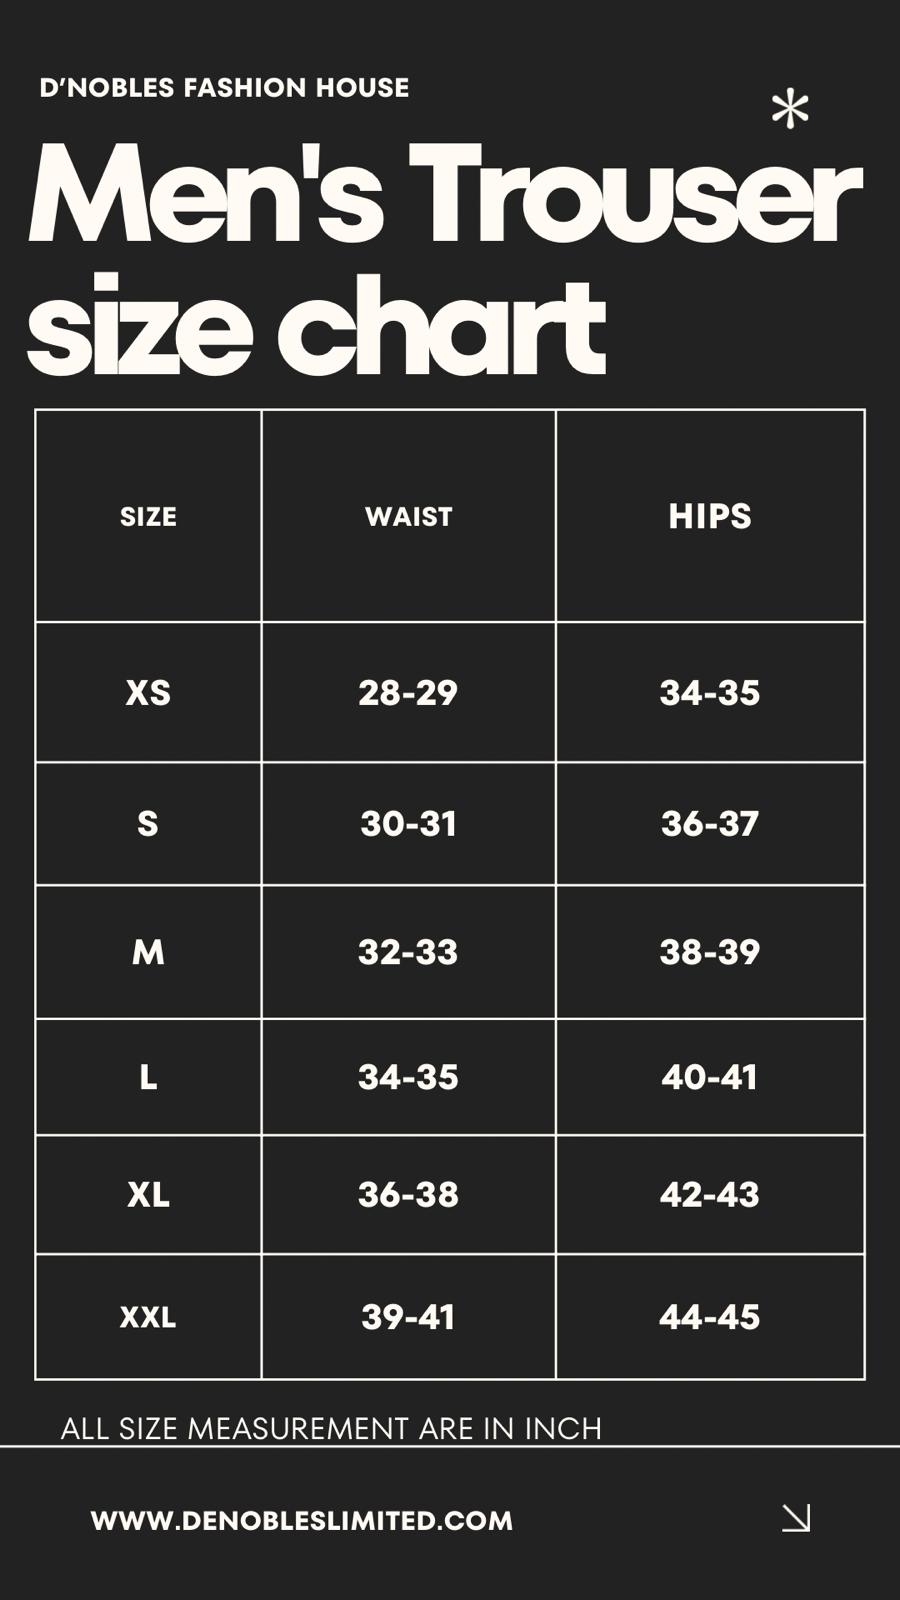 D'NOBLES FASHION HOUSE
Men's Trouser
size chart
SIZE WAIST HIPS
XS 28-29 34-35
S 30-31 36-37
M 32-33 38-39
L 34-35 40-41
XL 36-38 42-43
XXL 39-41 44-45
ALL SIZE MEASUREMENT ARE IN INCH
WWW.DENOBLESLIMITED.COM